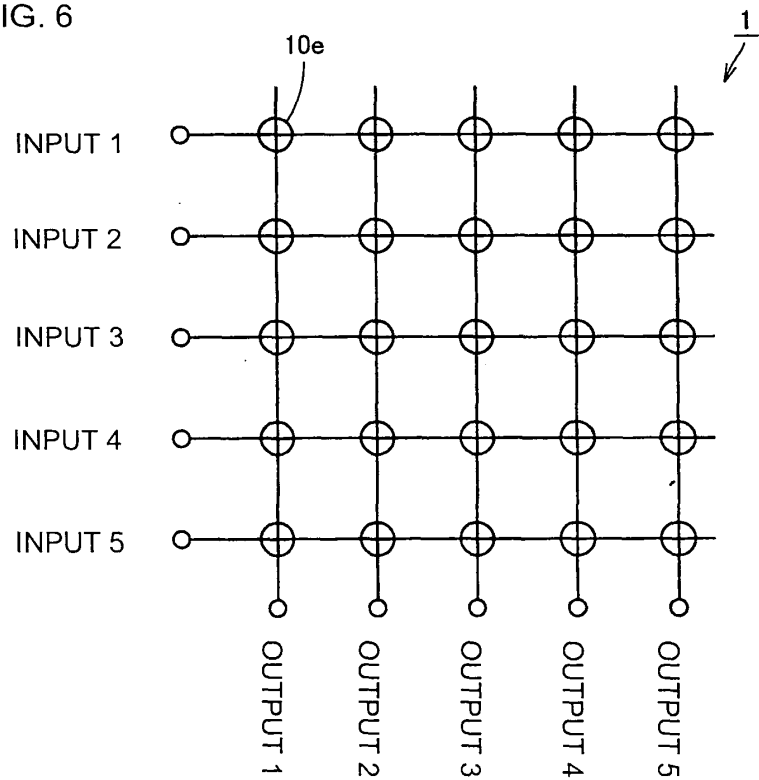 IG. 6
1
10e
INPUT 1
INPUT 2
INPUT 3
INPUT 4
INPUT 5
OUTPUT 1
OUTPUT 2
OUTPUT 3
OUTPUT 4
OUTPUT 5